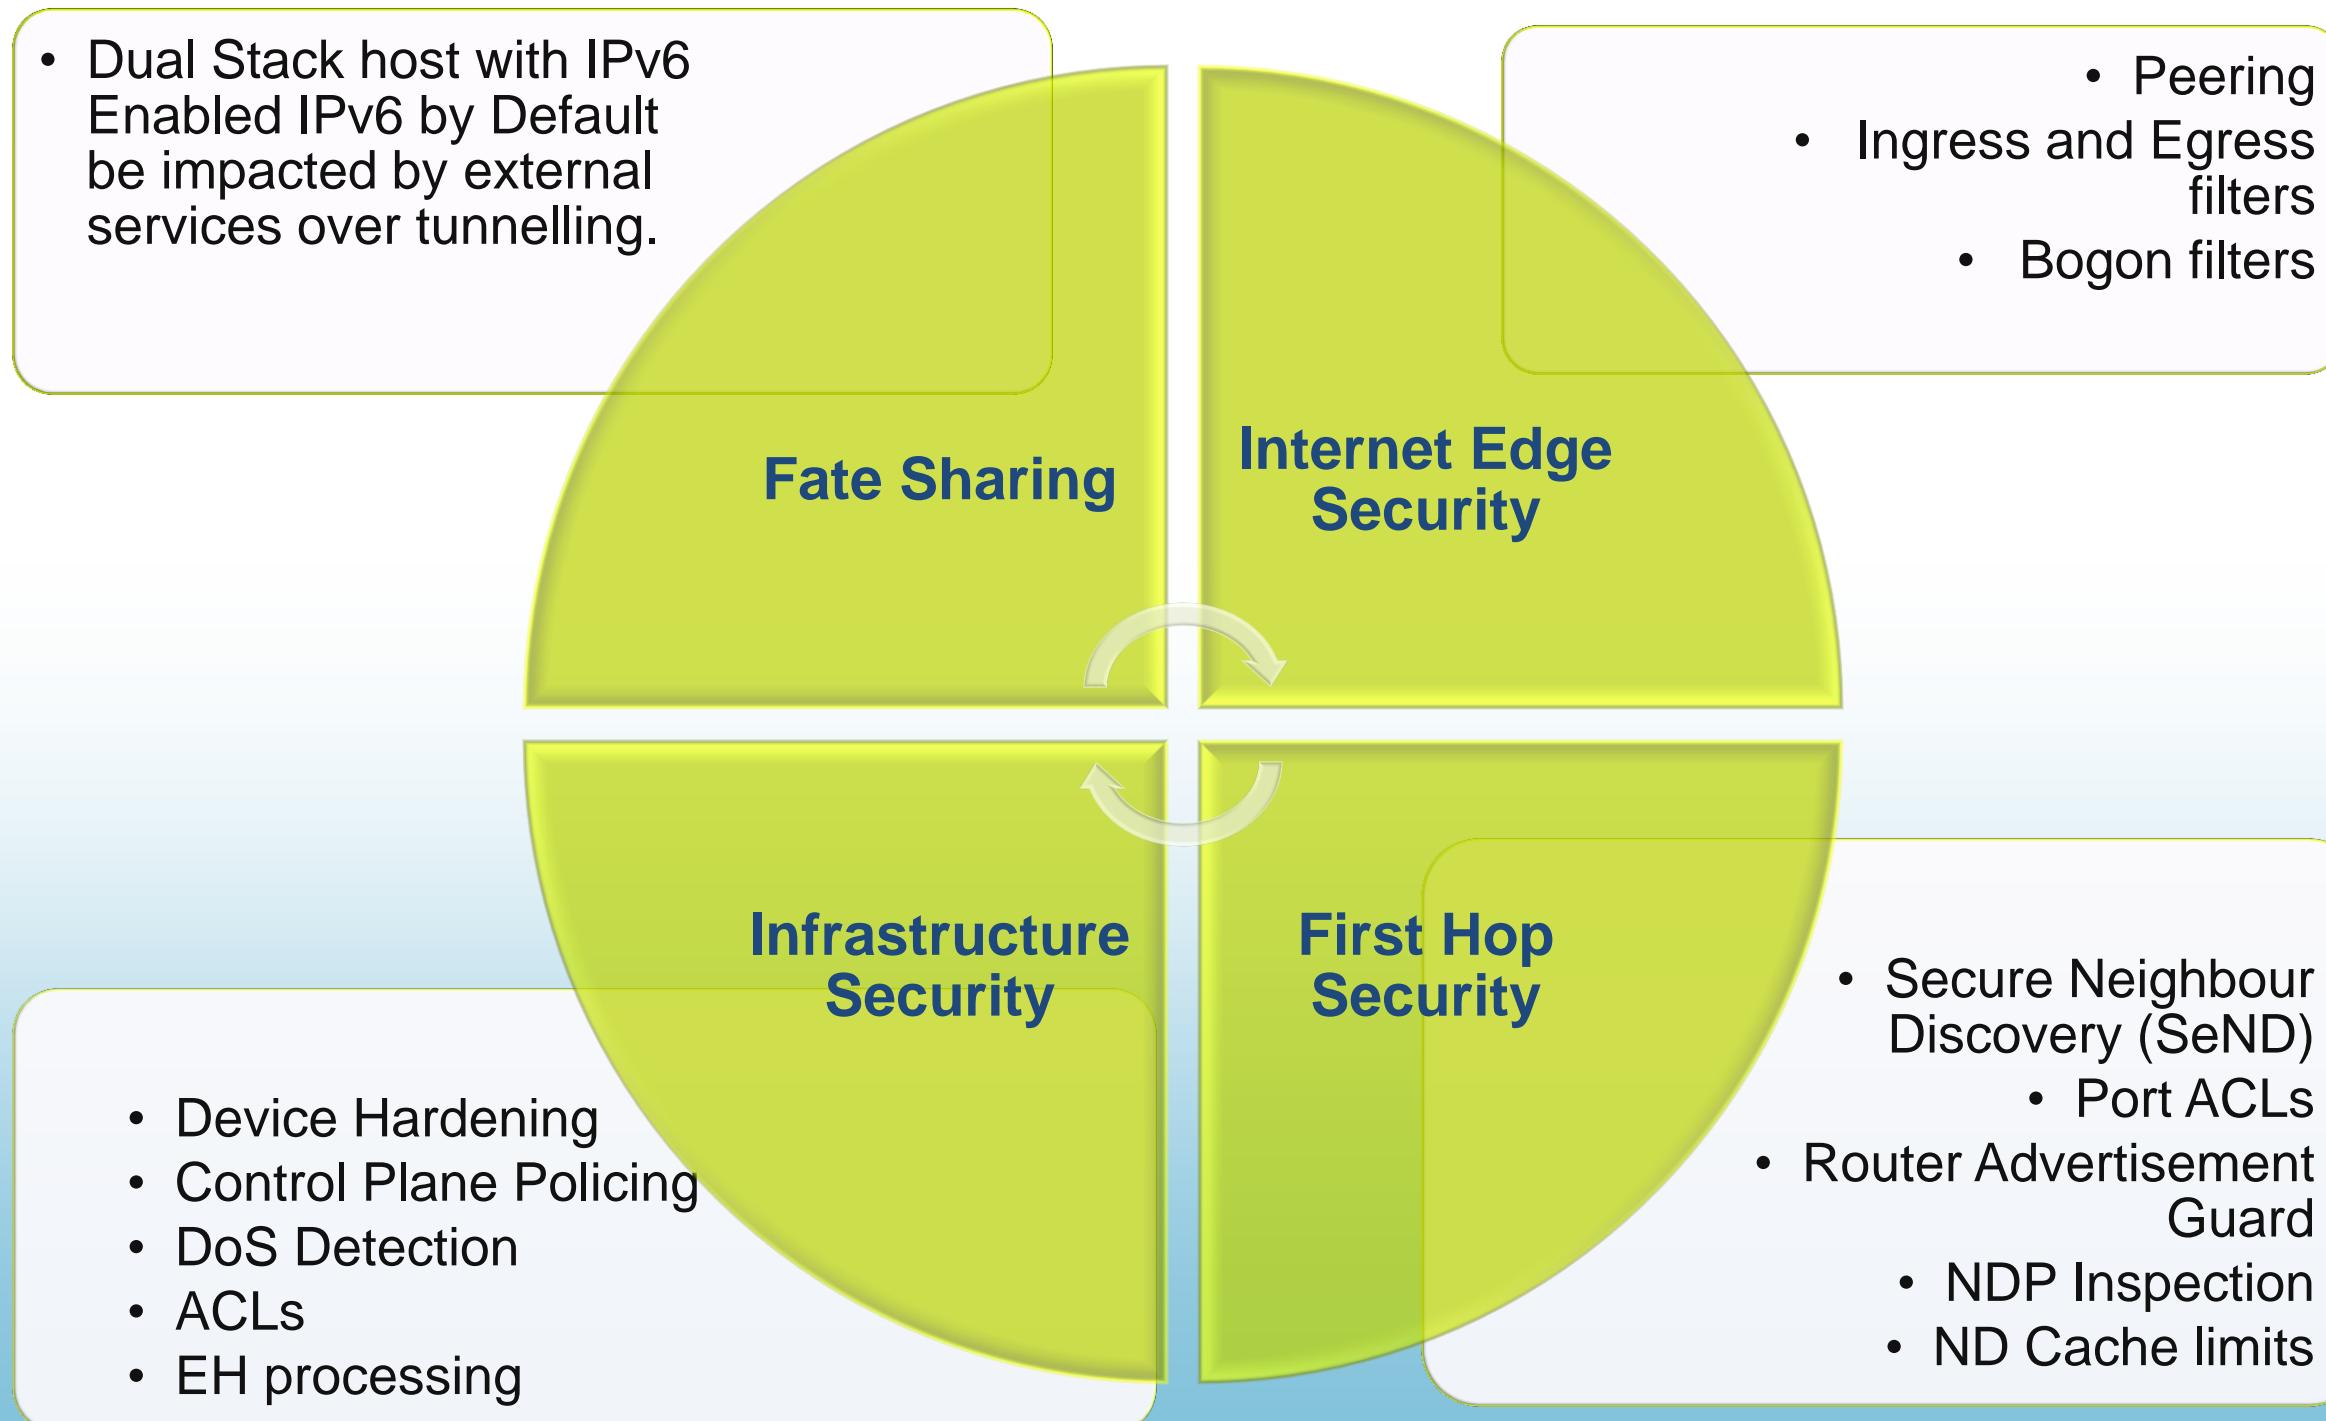 • Dual Stack host with IPv6
Enabled IPv6 by Default
be impacted by external
services over tunnelling.
• Peering
• Ingress and Egress
filters
• Bogon filters
Fate Sharing
Internet Edge
Security
Infrastructure
Security
First Hop
Security
• Device Hardening
• Control Plane Policing
• DoS Detection
• ACLs
• EH processing
• Secure Neighbour
Discovery (SeND)
• Port ACLs
• Router Advertisement
Guard
• NDP Inspection
• ND Cache limits